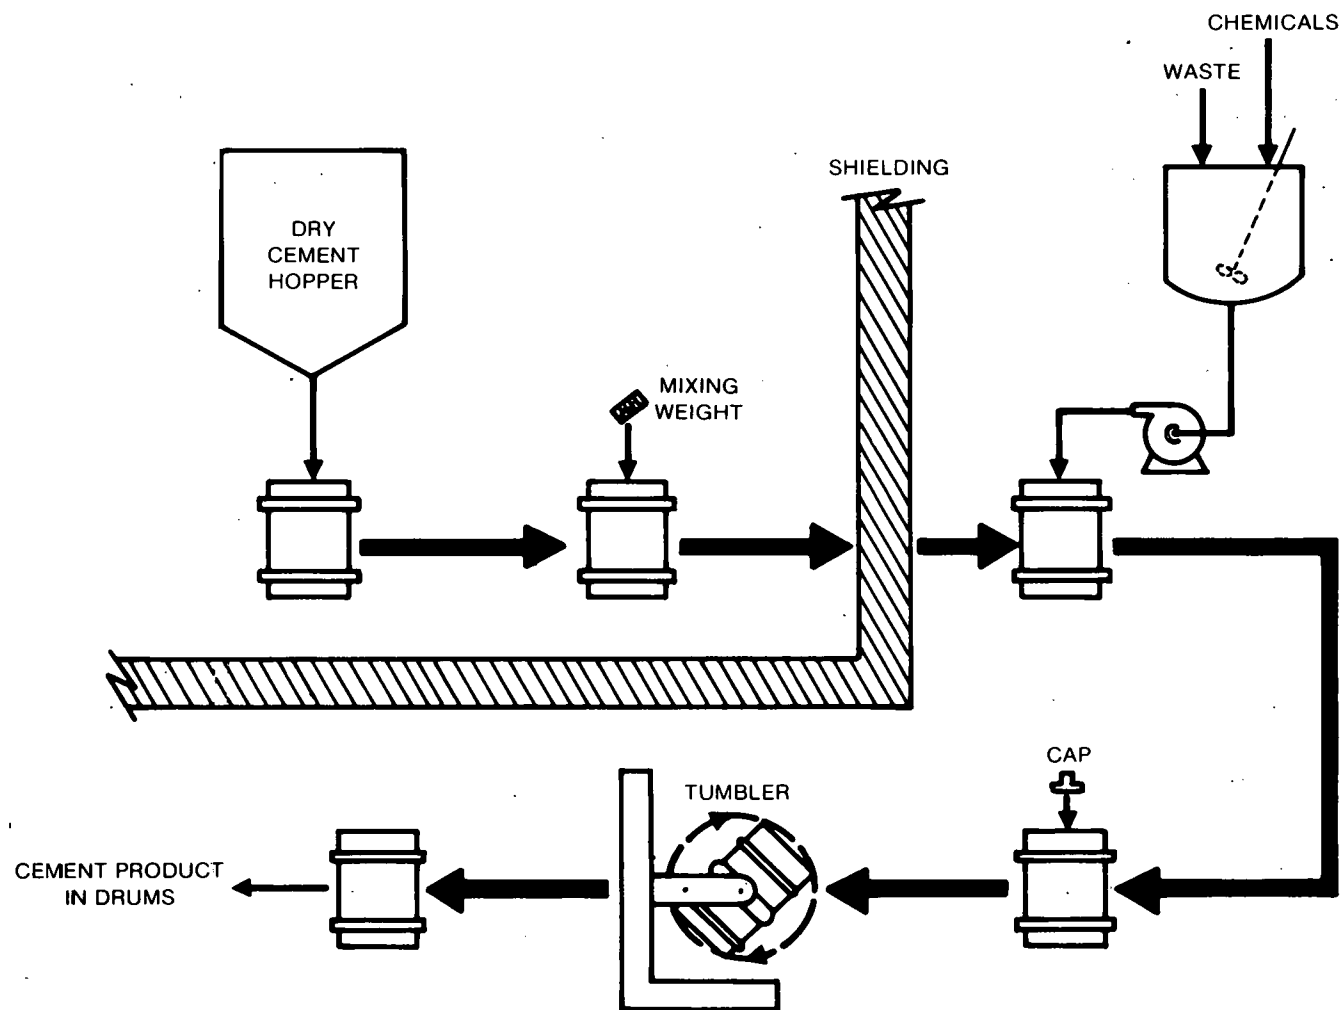 CHEMICALS
WASTE
SHIELDING
DRY
CEMENT
HOPPER
MIXING
WEIGHT
CAP
TUMBLER
CEMENT PRODUCT
IN DRUMS